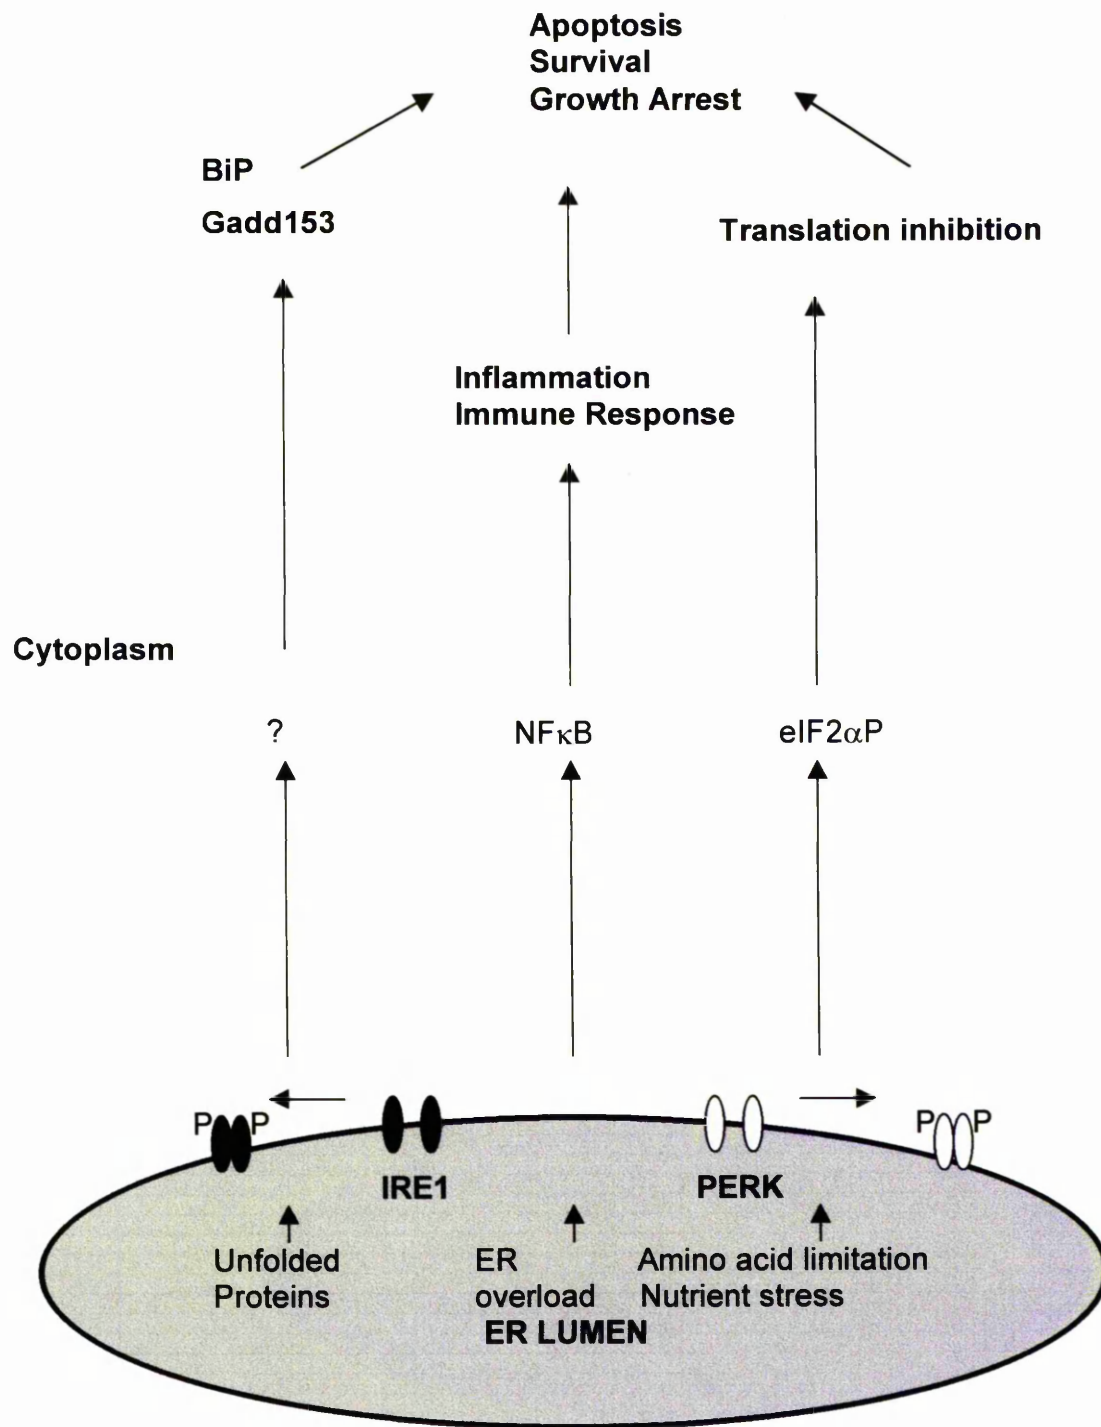 Apoptosis
Survival
Growth Arrest
BiP
Gadd153
Translation inhibition
Inflammation
Immune Response
Cytoplasm
?
NFκB
eIF2αP
P P
P P
IRE1
PERK
Unfolded
Proteins
ER
overload
Amino acid limitation
Nutrient stress
ER LUMEN